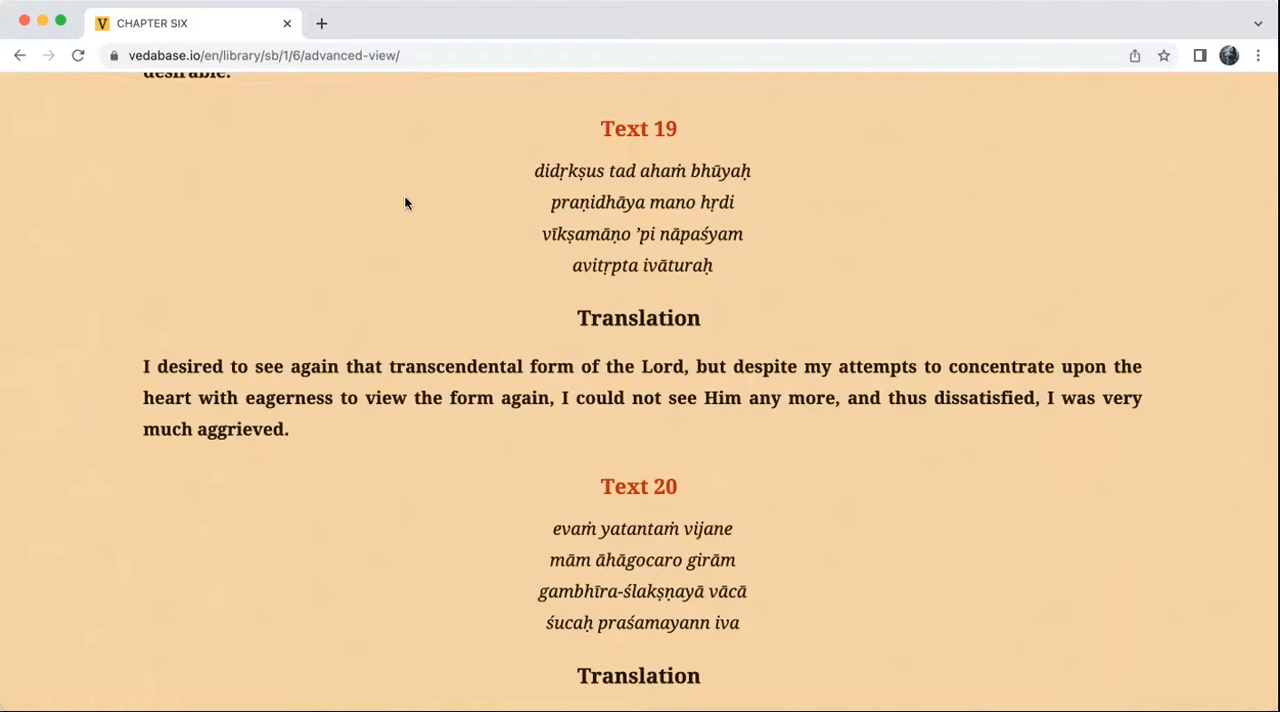 CHAPTER SIX
vedabase.io/en/library/sb/1/6/advanced-view/
desirable.
Text 19
didṛkṣus tad ahaṁ bhūyaḥ
praṇidhāya mano hṛdi
vīkṣamāṇo ’pi nāpaśyam
avitṛpta ivāturaḥ
Translation
I desired to see again that transcendental form of the Lord, but despite my attempts to concentrate upon the
heart with eagerness to view the form again, I could not see Him any more, and thus dissatisfied, I was very
much aggrieved.
Text 20
evaṁ yatantaṁ vijane
mām āhāgocaro girām
gambhīra-ślakṣṇayā vācā
śucaḥ praśamayann iva
Translation